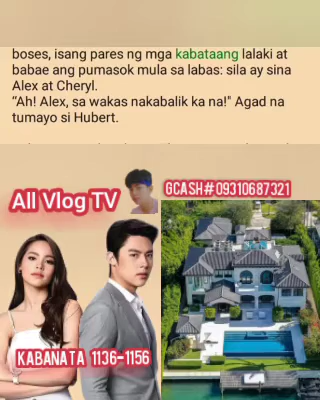 boses, isang pares ng mga kabataang lalaki at
babae ang pumasok mula sa labas: sila ay sina
Alex at Cheryl.
“Ah! Alex, sa wakas nakabalik ka na!" Agad na
tumayo si Hubert.
All Vlog TV
GCASH#09310687321
KABANATA 1136-1156